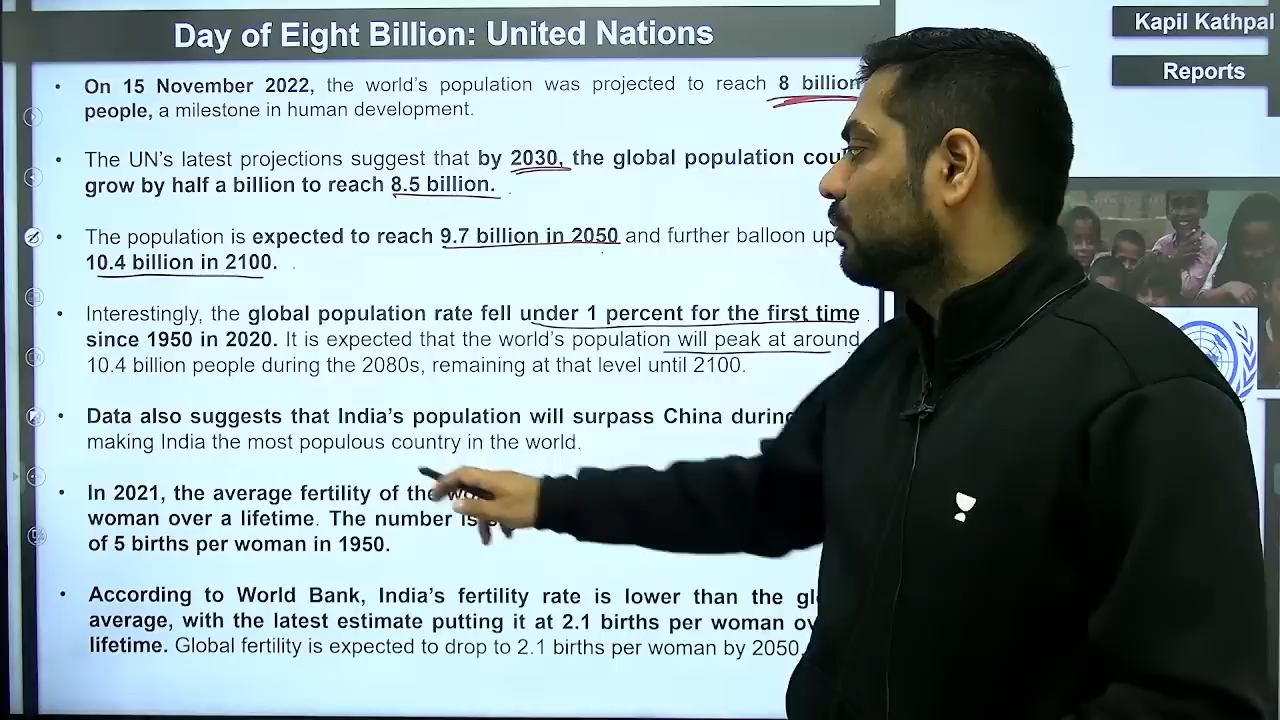 Day of Eight Billion: United Nations
Kapil Kathpal
Reports
• On 15 November 2022, the world's population was projected to reach 8 billion
people, a milestone in human development.
• The UN's latest projections suggest that by 2030, the global population
grow by half a billion to reach 8.5 billion.
• The population is expected to reach 9.7 billion in 2050 and further balloon up
10.4 billion in 2100.
• Interestingly, the global population rate fell under 1 percent for the first time
since 1950 in 2020. It is expected that the world's population will peak at around
10.4 billion people during the 2080s, remaining at that level until 2100.
• Data also suggests that India's population will surpass China during
making India the most populous country in the world.
• In 2021, the average fertility of the
woman over a lifetime. The number is
of 5 births per woman in 1950.
• According to World Bank, India's fertility rate is lower than the
average, with the latest estimate putting it at 2.1 births per woman
lifetime. Global fertility is expected to drop to 2.1 births per woman by 2050.